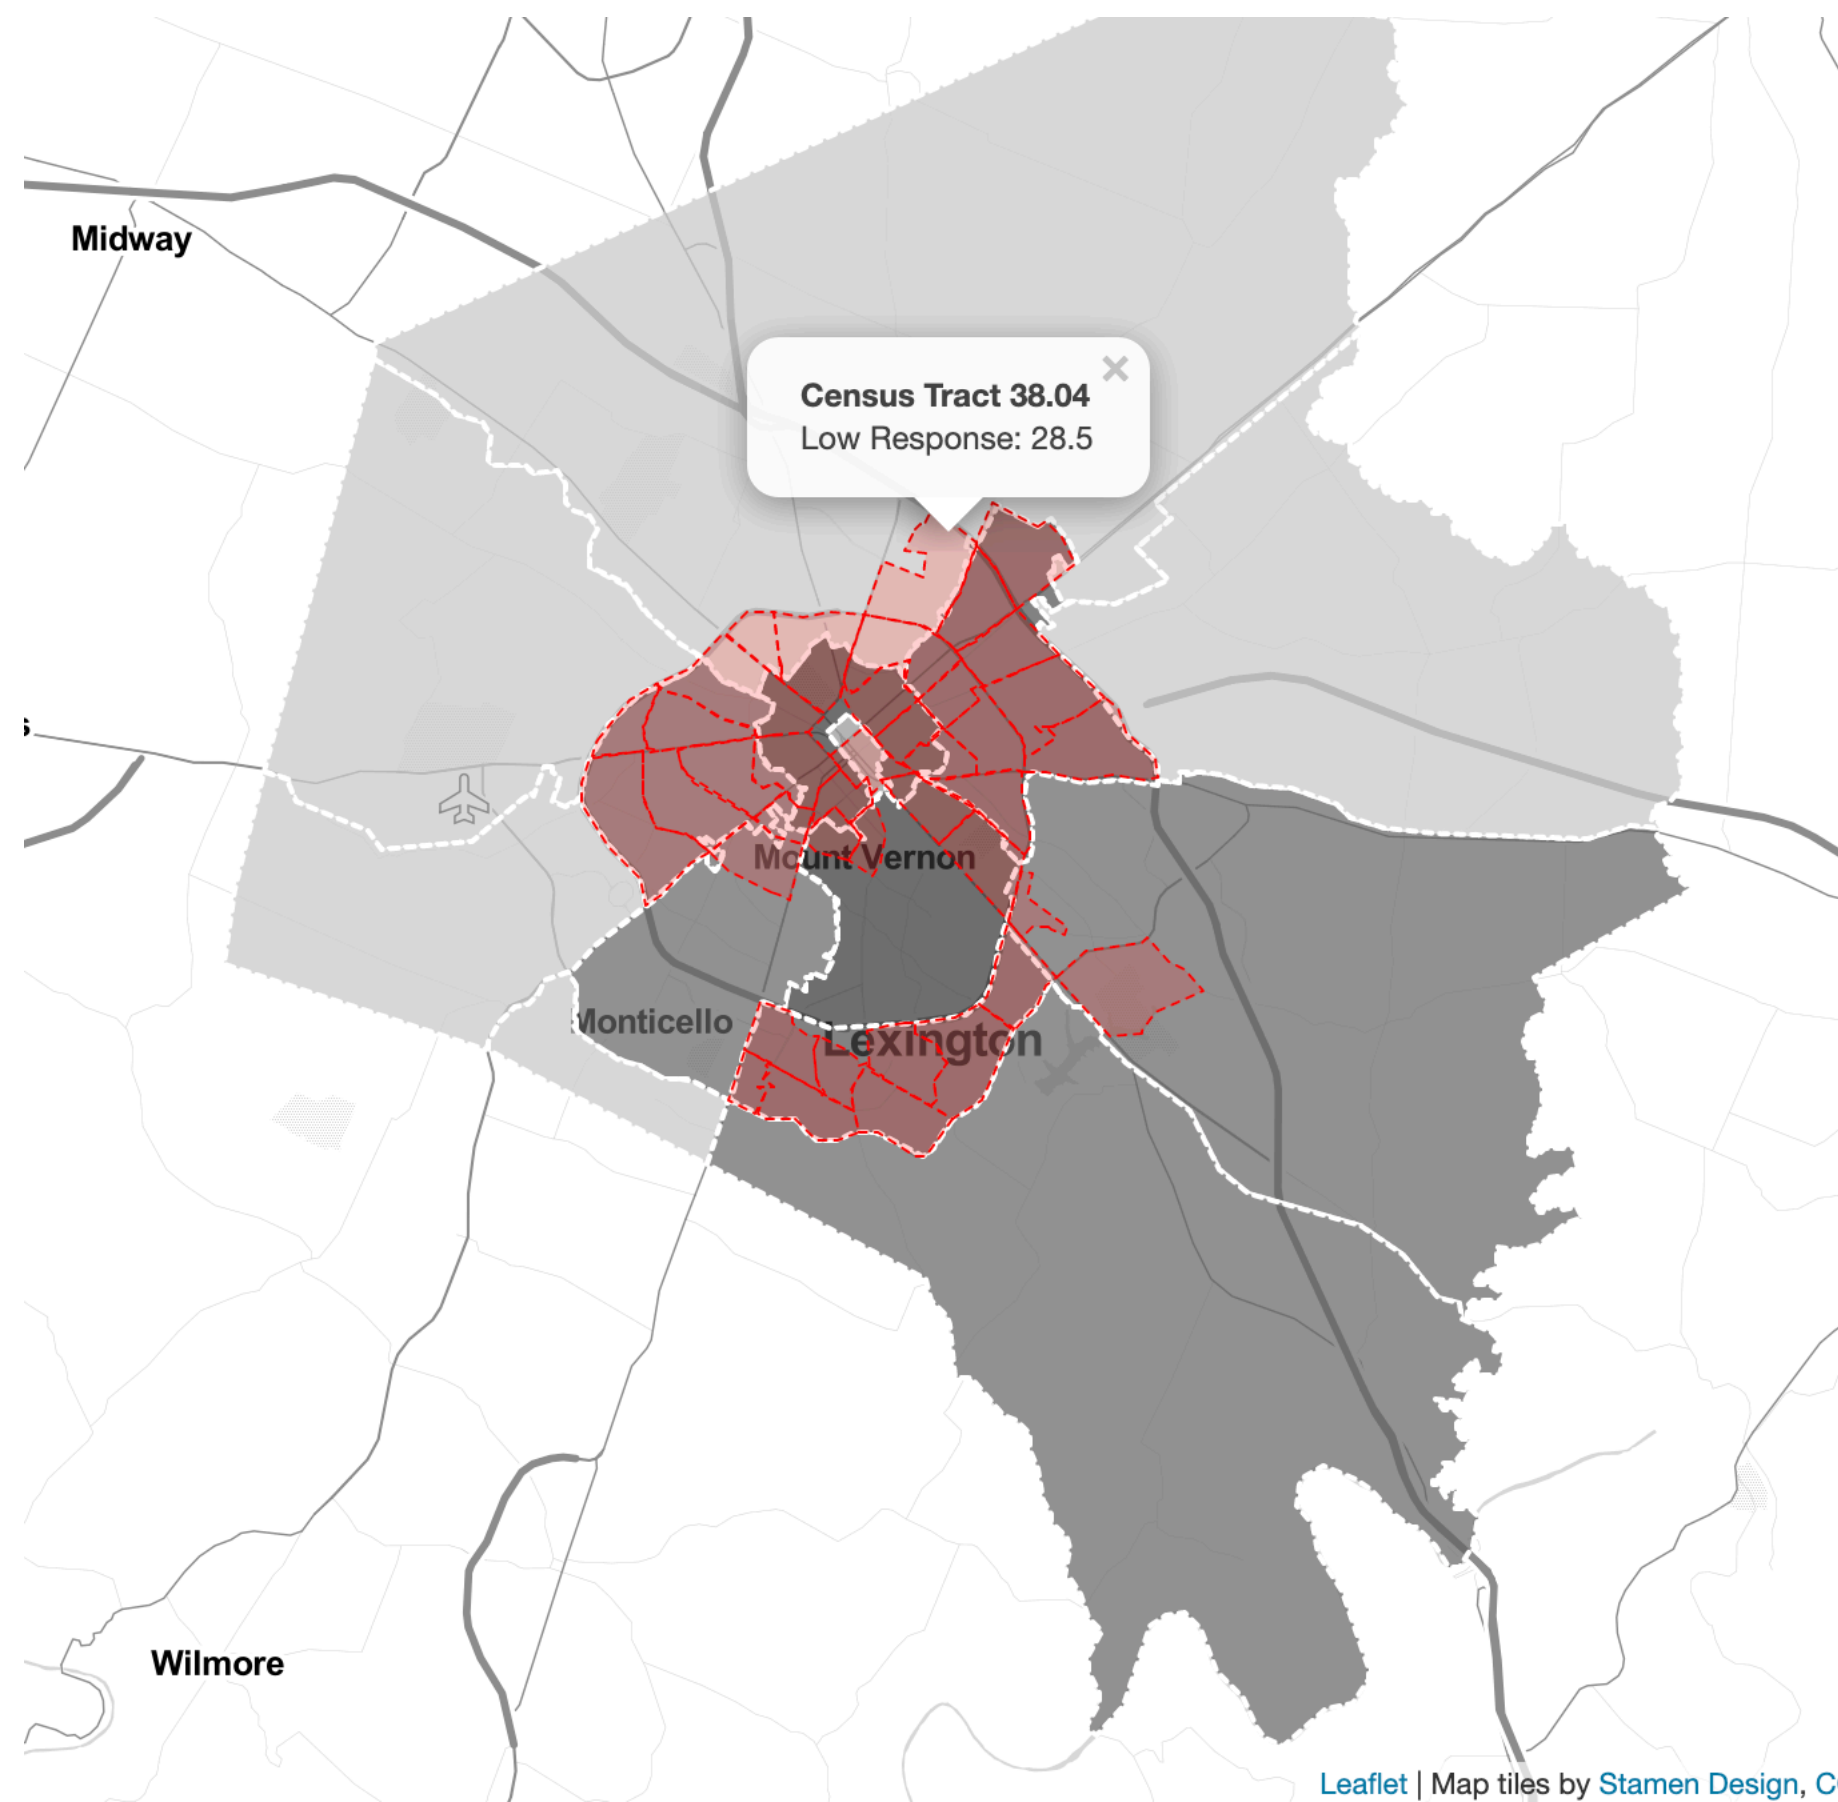 Midway
Census Tract 38.04
Low Response: 28.5
×
s
Mount Vernon
Monticello
Lexington
Wilmore
Leaflet | Map tiles by Stamen Design, C